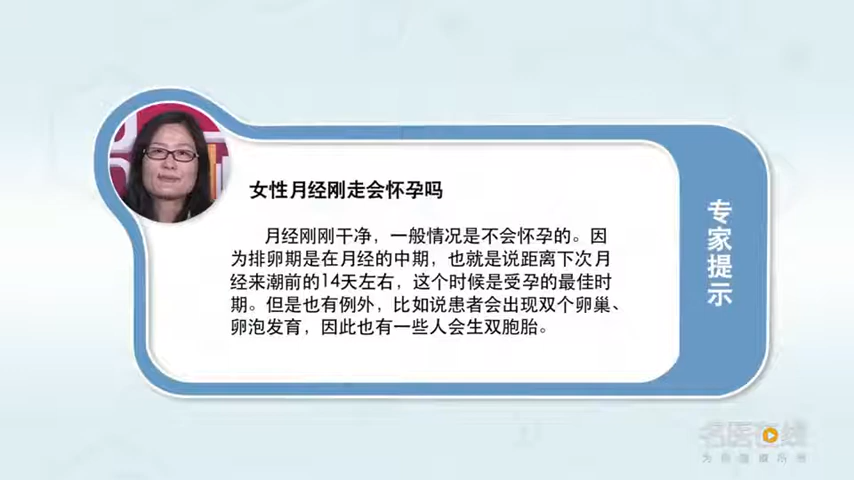 女性月经刚走会怀孕吗
月经刚刚干净，一般情况是不会怀孕的。因
为排卵期是在月经的中期，也就是说距离下次月
经来潮前的14天左右，这个时候是受孕的最佳时
期。但是也有例外，比如说患者会出现双个卵巢、
卵泡发育，因此也有一些人会生双胞胎。
专家提示
名医在线